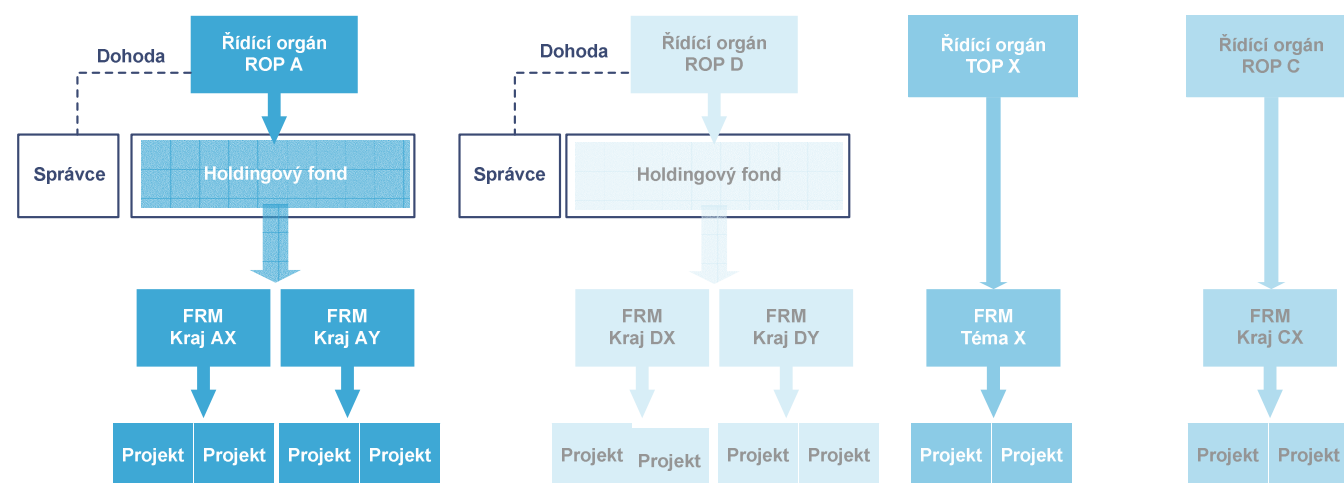 Dohoda
Řídící orgán
ROP A
Správce
Holdingový fond
FRM
Kraj AX
FRM
Kraj AY
Projekt
Projekt
Projekt
Projekt
Dohoda
Řídící orgán
ROP D
Správce
Holdingový fond
FRM
Kraj DX
FRM
Kraj DY
Projekt
Projekt
Projekt
Projekt
Řídící orgán
TOP X
FRM
Téma X
Projekt
Projekt
Řídící orgán
ROP C
FRM
Kraj CX
Projekt
Projekt